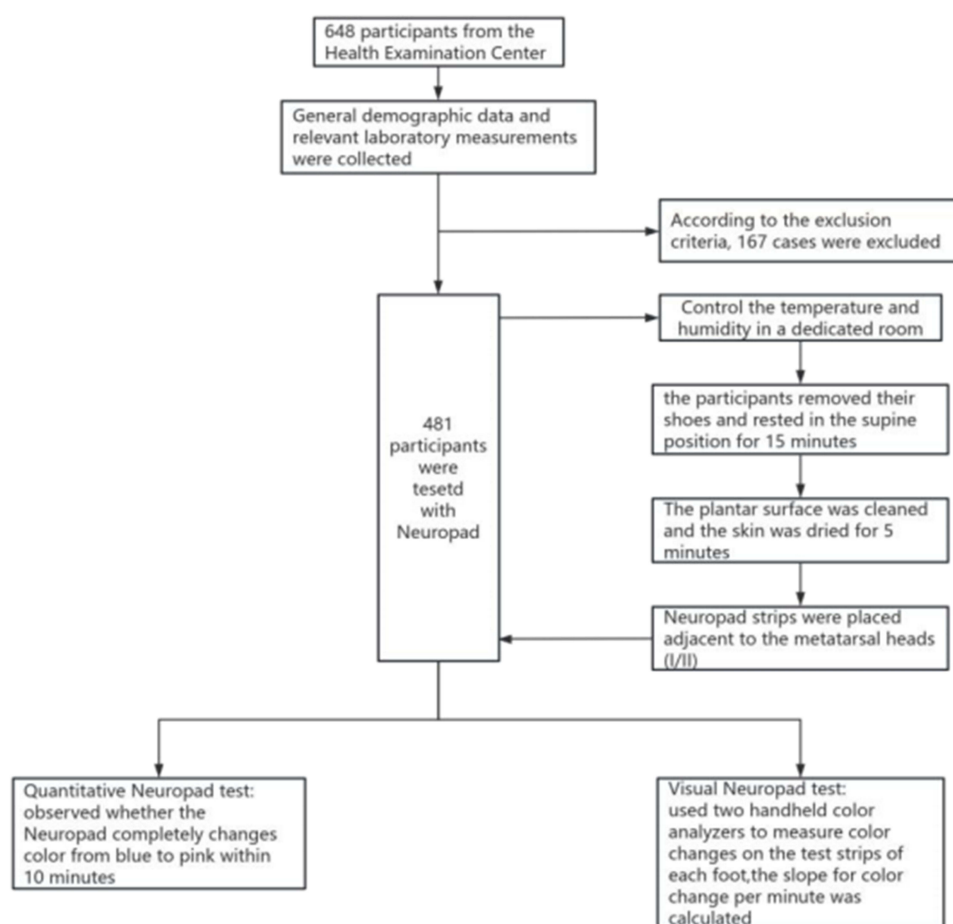 648 participants from the
Health Examination Center
General demographic data and
relevant laboratory measurements
were collected
According to the exclusion
criteria, 167 cases were excluded
481
participants
were
tesetd
with
Neuropad
Control the temperature and
humidity in a dedicated room
the participants removed their
shoes and rested in the supine
position for 15 minutes
The plantar surface was cleaned
and the skin was dried for 5
minutes
Neuropad strips were placed
adjacent to the metatarsal heads
(I/II)
Quantitative Neuropad test:
observed whether the
Neuropad completely changes
color from blue to pink within
10 minutes
Visual Neuropad test:
used two handheld color
analyzers to measure color
changes on the test strips of
each foot,the slope for color
change per minute was
calculated